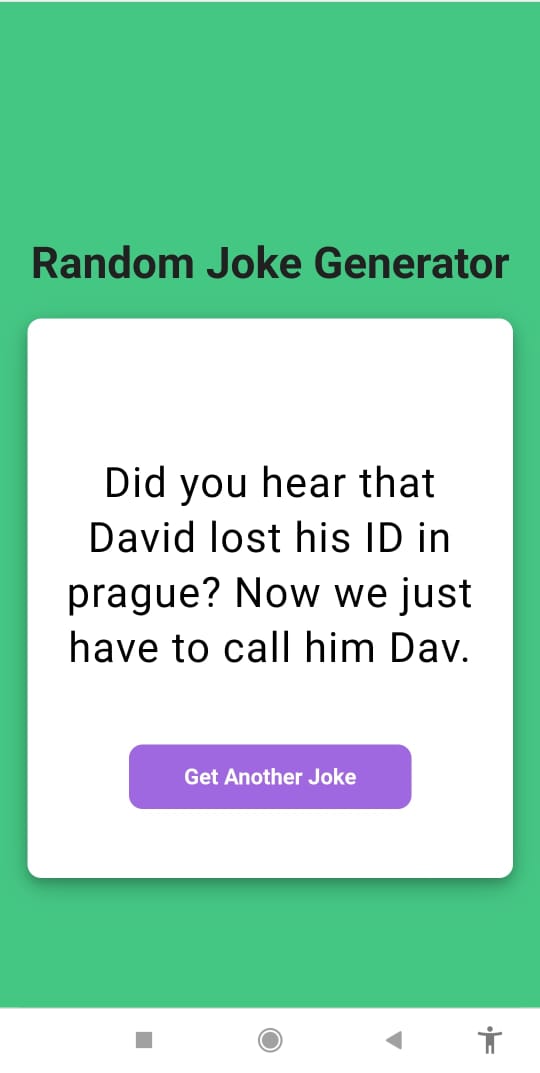 Random Joke Generator
Did you hear that
David lost his ID in
prague? Now we just
have to call him Dav.
Get Another Joke